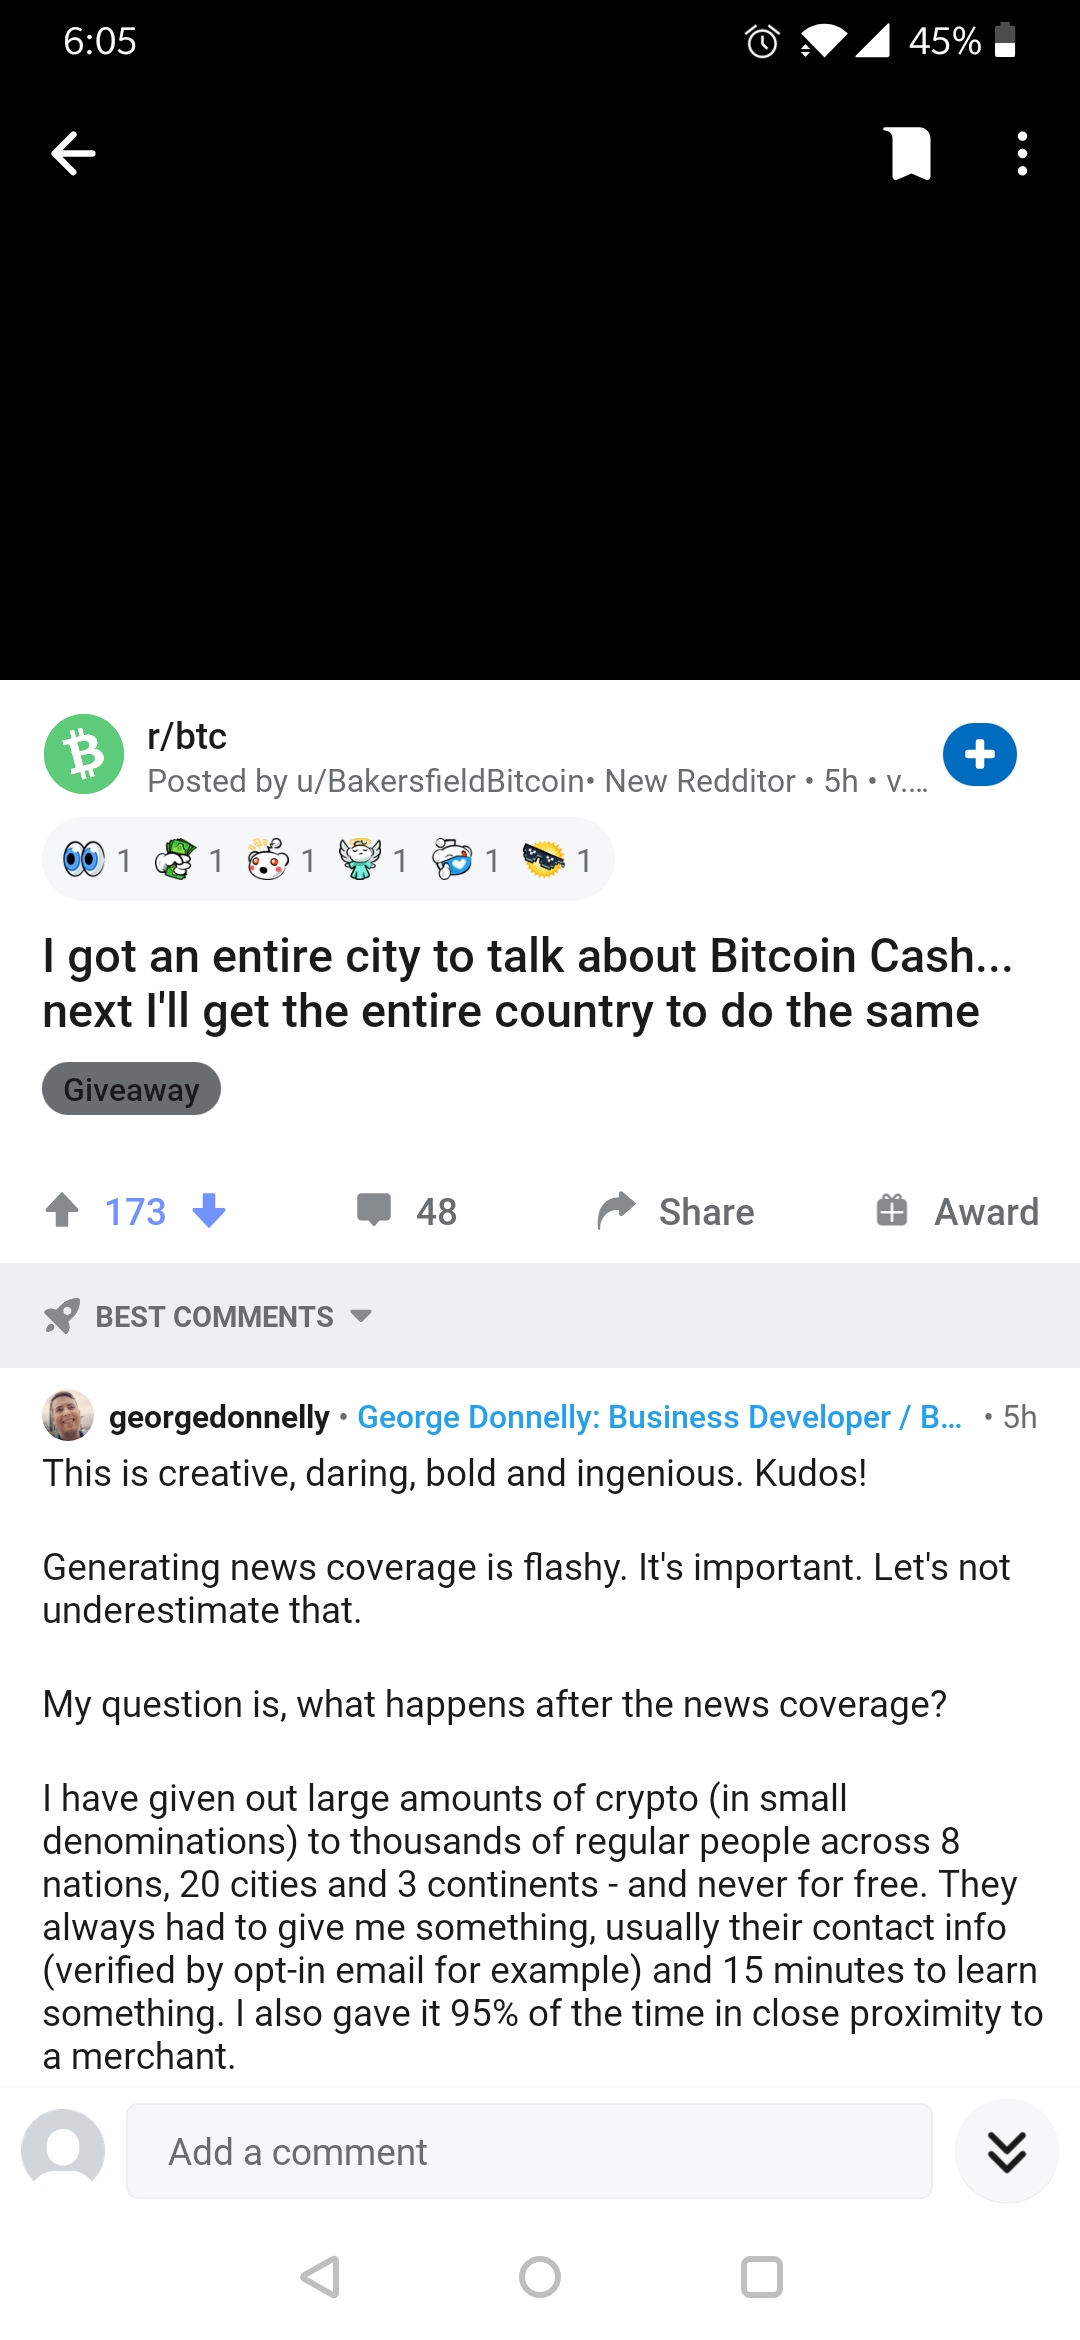 6:05
45%
r/btc
Posted by u/BakersfieldBitcoin• New Redditor • 5h • v....
1 1 1 1 1 1
I got an entire city to talk about Bitcoin Cash...
next I'll get the entire country to do the same
Giveaway
173
48
Share
Award
BEST COMMENTS
georgedonnelly • George Donnelly: Business Developer / B... • 5h
This is creative, daring, bold and ingenious. Kudos!
Generating news coverage is flashy. It's important. Let's not
underestimate that.
My question is, what happens after the news coverage?
I have given out large amounts of crypto (in small
denominations) to thousands of regular people across 8
nations, 20 cities and 3 continents - and never for free. They
always had to give me something, usually their contact info
(verified by opt-in email for example) and 15 minutes to learn
something. I also gave it 95% of the time in close proximity to
a merchant.
Add a comment